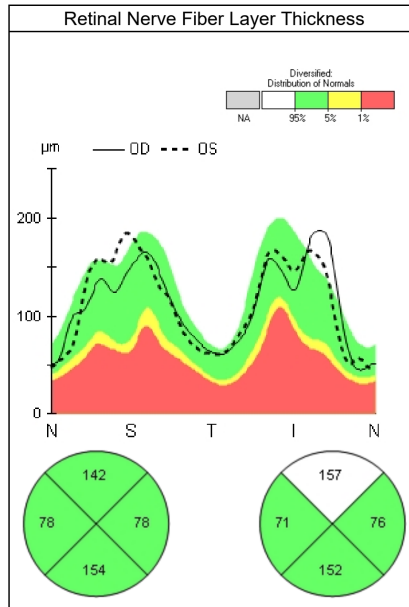 Retinal Nerve Fiber Layer Thickness
Diversified:
Distribution of Normals
NA 95% 5% 1%
µm OD OS
200
100
0
N S T I N
142 157
78 78 71 76
154 152